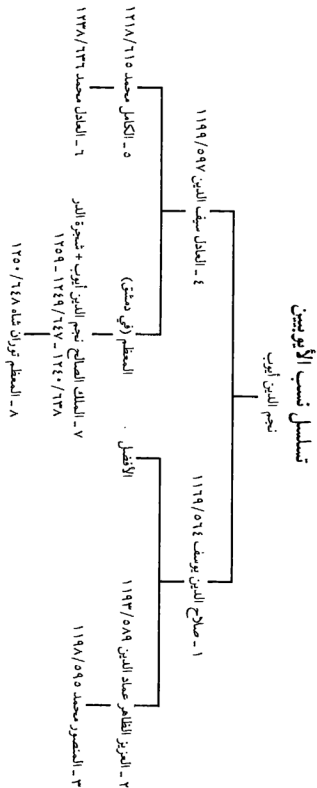 تسلسل نسب الأيوبيين
نجم الدين أيوب
١ - صلاح الدين يوسف ١١٦٩/٥٦٤
٤ - العادل سيف الدين ١١٩٩/٥٩٧
٢ - العزيز الظاهر عماد الدين ١١٩٣/٥٨٩
الأفضل
المعظم (في دمشق)
٥ - الكامل محمد ١٢١٨/٦١٥
٣ - المنصور محمد ١١٩٨/٥٩٥
٧ - الملك الصالح نجم الدين أيوب + شجرة الدر
١٢٤٠/٦٣٨ - ١٢٤٩/٦٤٧ - ١٢٥٩
٦ - العادل محمد ١٢٣٨/٦٣٦
٨ - المعظم توران شاه ١٢٥٠/٦٤٨